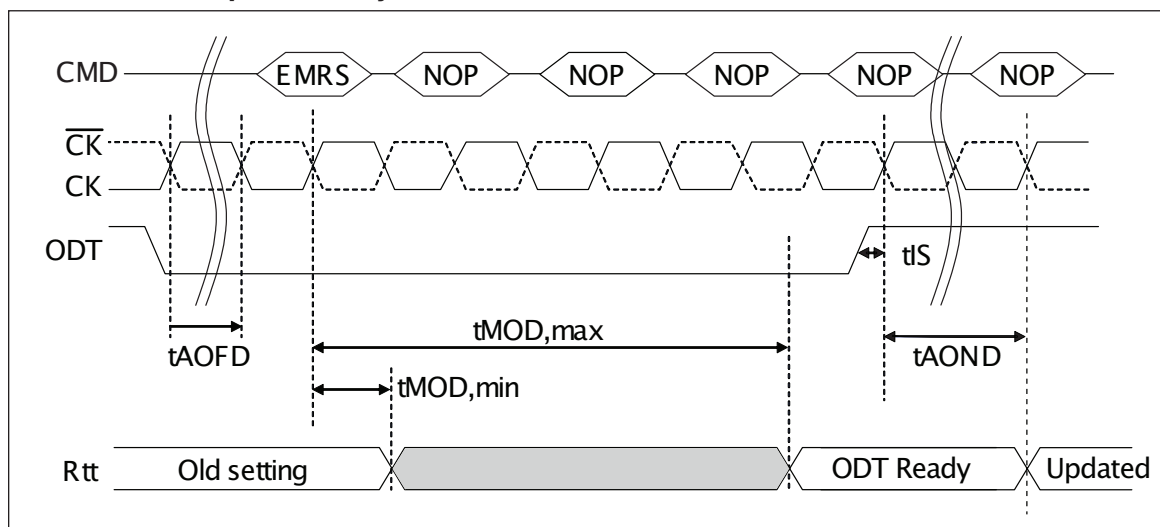 CMD EMRS NOP NOP NOP NOP NOP
CK
CK
ODT
tIS
tMOD,max
tAOFD
tAOND
tMOD,min
Rtt Old setting ODT Ready Updated